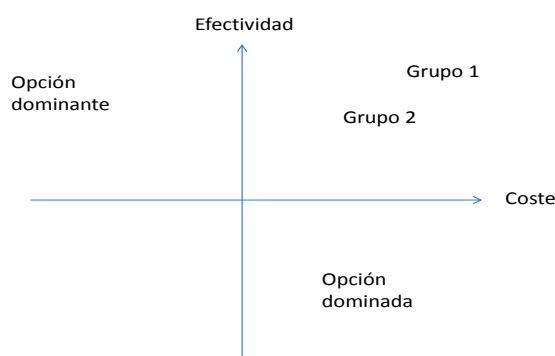 Efectividad
Grupo 1
Opción
dominante
Grupo 2
Coste
Opción
dominada